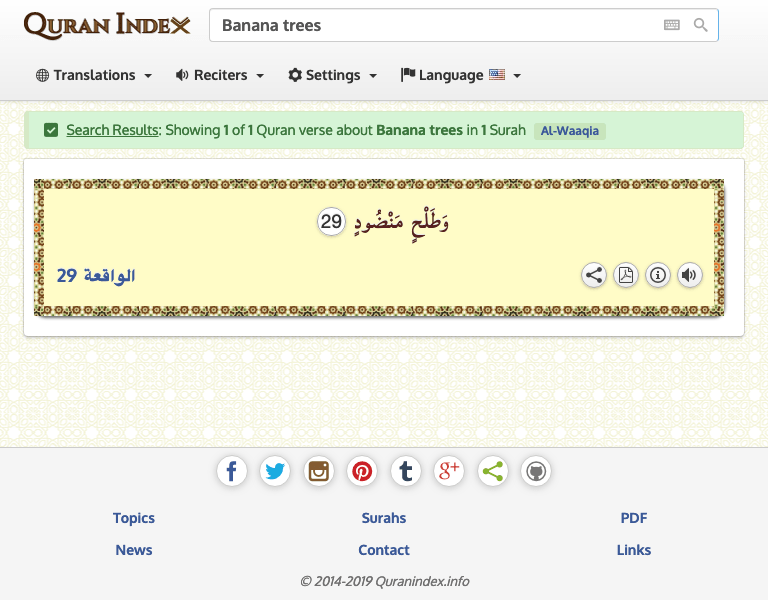 QURAN INDEX
Banana trees
Translations Reciters Settings Language
Search Results: Showing 1 of 1 Quran verse about Banana trees in 1 Surah Al-Waaqia
وَطَلْحٍ مَنْضُودٍ 29
الواقعة 29
Topics Surahs PDF
News Contact Links
© 2014-2019 Quranindex.info